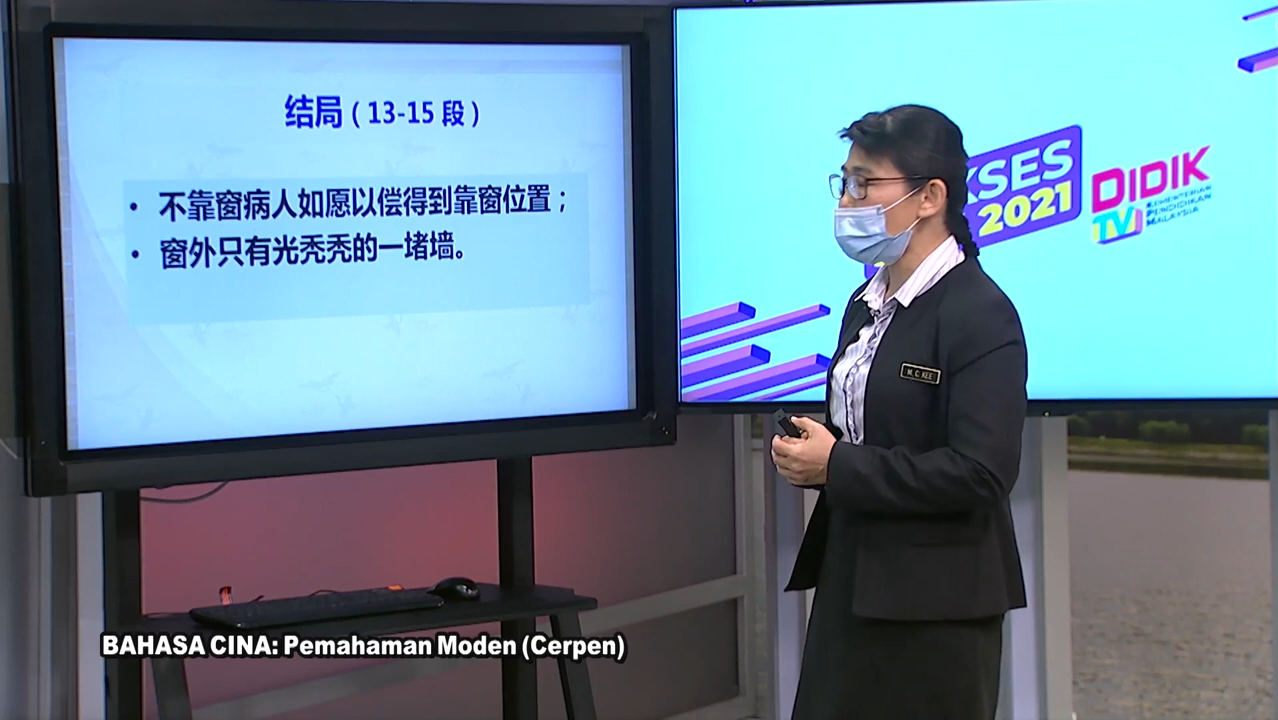 结局（13-15 段）
• 不靠窗病人如愿以偿得到靠窗位置；
• 窗外只有光秃秃的一堵墙。
KSES
2021
DIDIK
TV
KEMENTERIAN
PENDIDIKAN
MALAYSIA
M. C. KEE
BAHASA CINA: Pemahaman Moden (Cerpen)